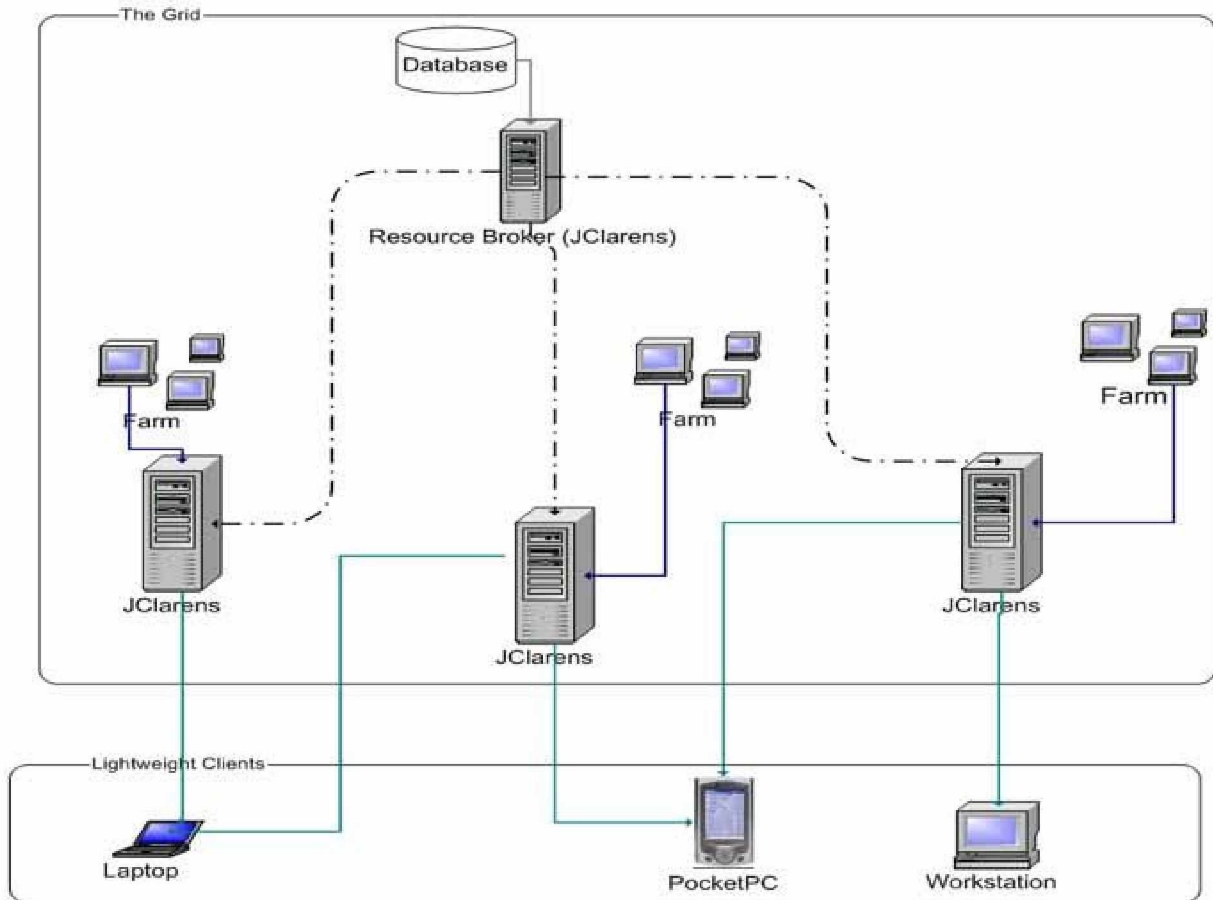 The Grid
Database
Resource Broker (JClarens)
Farm
Farm
Farm
JClarens
JClarens
JClarens
Lightweight Clients
Laptop
PocketPC
Workstation